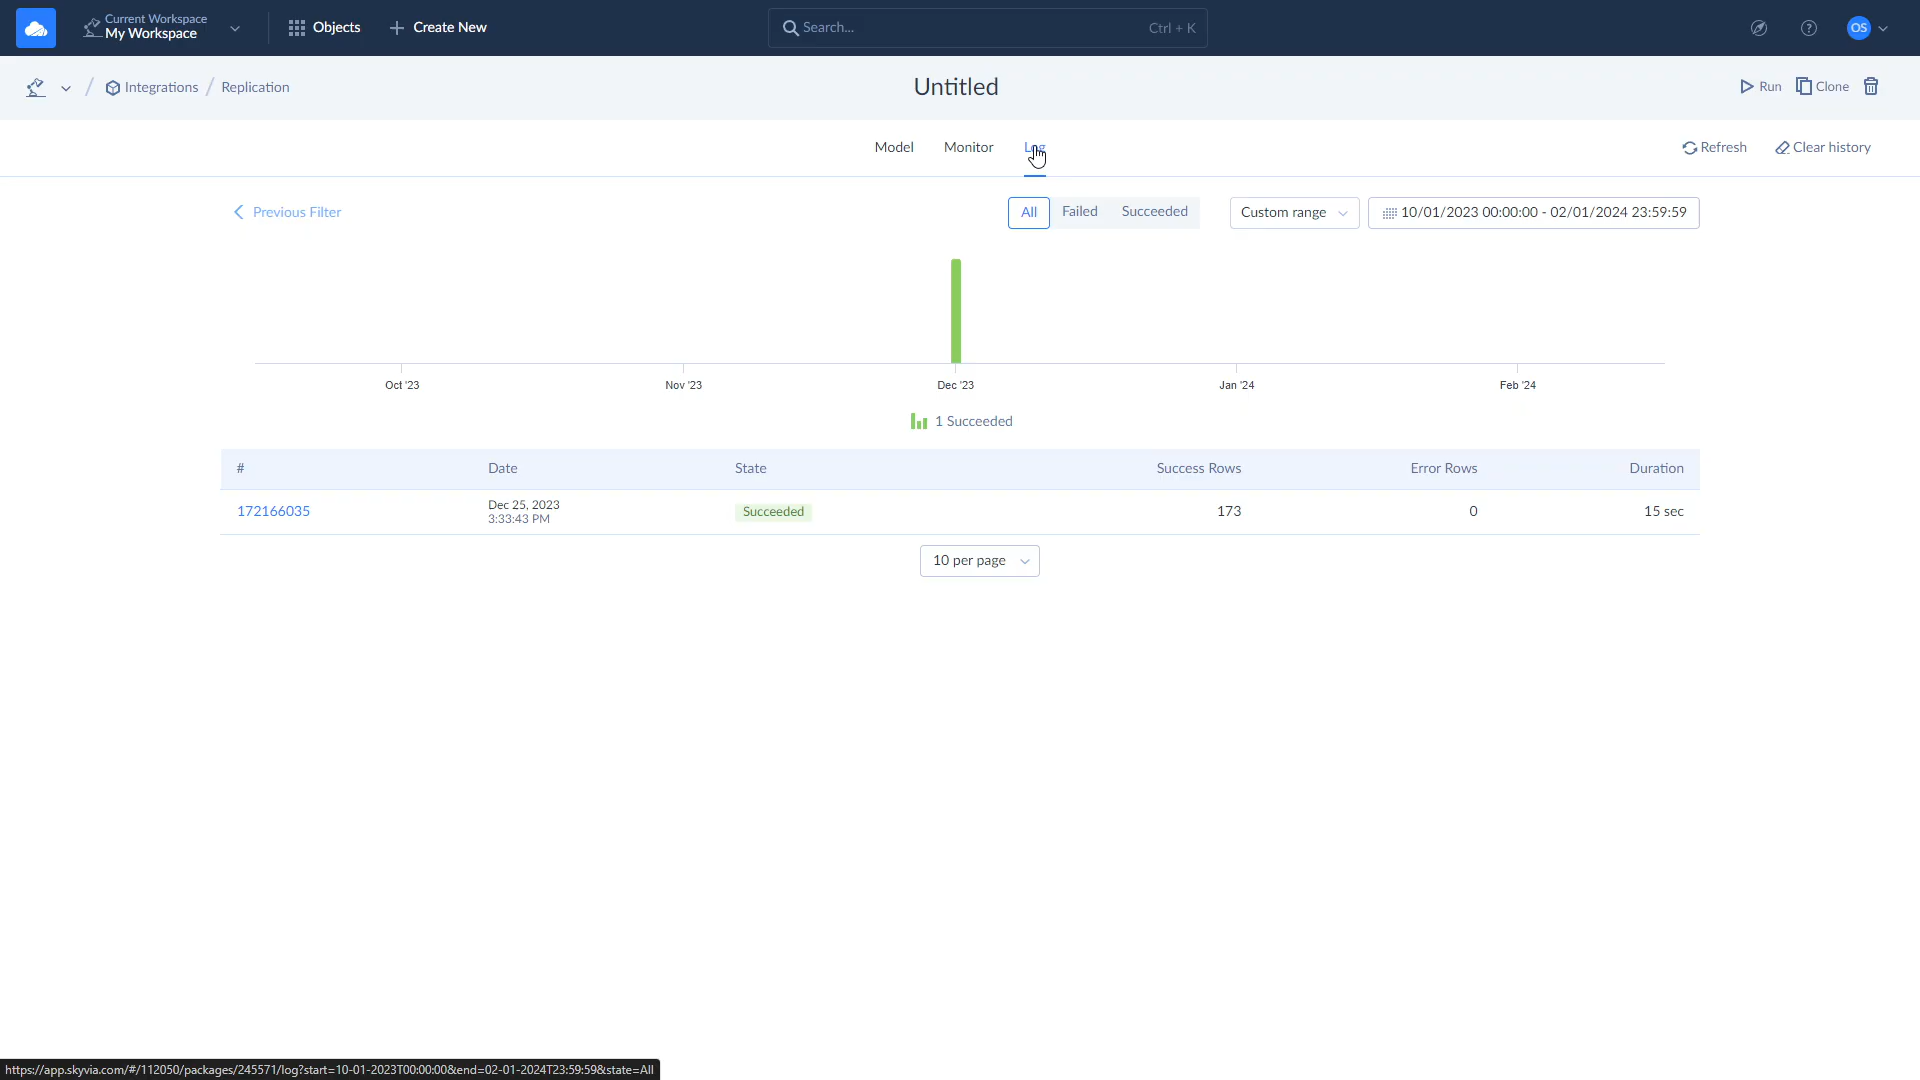 Current Workspace
My Workspace
Objects
Create New
Search...
Ctrl + K
OS
Integrations / Replication
Untitled
Run
Clone
Model
Monitor
Log
Refresh
Clear history
Previous Filter
All
Failed
Succeeded
Custom range
10/01/2023 00:00:00 - 02/01/2024 23:59:59
Oct '23
Nov '23
Dec '23
Jan '24
Feb '24
1 Succeeded
# Date State Success Rows Error Rows Duration
172166035
Dec 25, 2023
3:33:43 PM
Succeeded
173
0
15 sec
10 per page
https://app.skyvia.com/#/112050/packages/245571/log?start=10-01-2023T00:00:00&end=02-01-2024T23:59:59&state=All